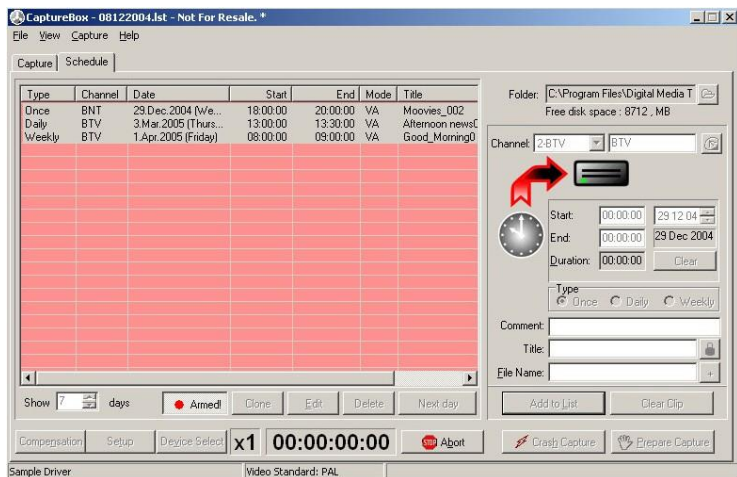 CaptureBox - 08122004.lst - Not For Resale. *
File View Capture Help
Capture Schedule
Type Channel Date Start End Mode Title
Once BNT 29.Dec.2004 (We... 18:00:00 20:00:00 VA Moovies_002
Daily BTV 3.Mar.2005 (Thurs... 13:00:00 13:30:00 VA Afternoon newsC
Weekly BTV 1.Apr.2005 (Friday) 08:00:00 09:00:00 VA Good_Morning0
Show 7 days Armed! Clone Edit Delete Next day
Folder: C:\Program Files\Digital Media T
Free disk space : 8712 , MB
Channel: 2-BTV BTV
Start: 00:00:00 29 12 04
End: 00:00:00 29 Dec 2004
Duration: 00:00:00 Clear
Type
Once Daily Weekly
Comment:
Title:
File Name: +
Add to List Clear Clip
Compensation Setup Device Select x1 00:00:00:00 STOP Abort Crash Capture Prepare Capture
Sample Driver Video Standard: PAL